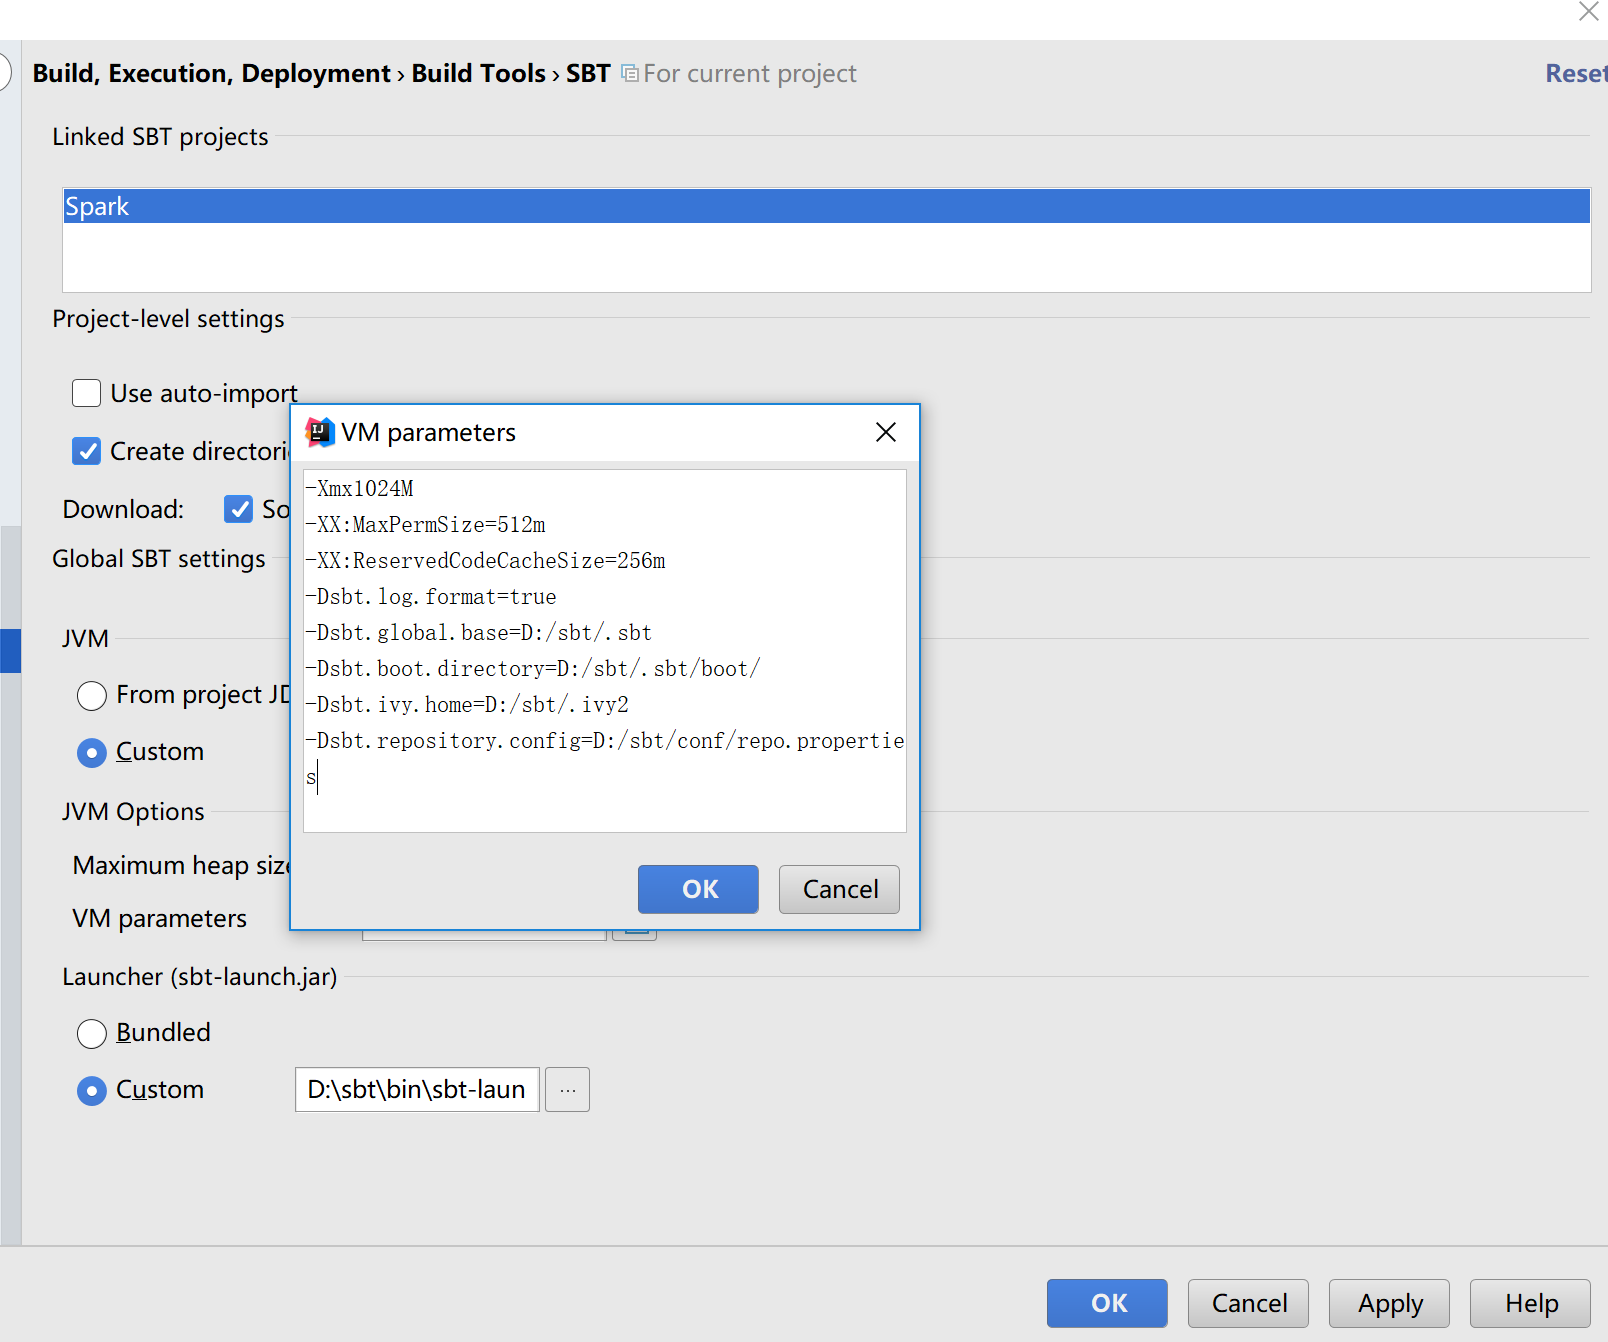 Build, Execution, Deployment › Build Tools › SBT For current project Reset
Linked SBT projects
Spark
Project-level settings
Use auto-import
VM parameters
Create directori
-Xmx1024M
Download: So
-XX:MaxPermSize=512m
Global SBT settings
-XX:ReservedCodeCacheSize=256m
-Dsbt.log.format=true
JVM
-Dsbt.global.base=D:/sbt/.sbt
-Dsbt.boot.directory=D:/sbt/.sbt/boot/
From project JD
-Dsbt.ivy.home=D:/sbt/.ivy2
-Dsbt.repository.config=D:/sbt/conf/repo.propertie
s
Custom
JVM Options
Maximum heap size
OK Cancel
VM parameters
Launcher (sbt-launch.jar)
Bundled
Custom D:\sbt\bin\sbt-laun ...
OK Cancel Apply Help